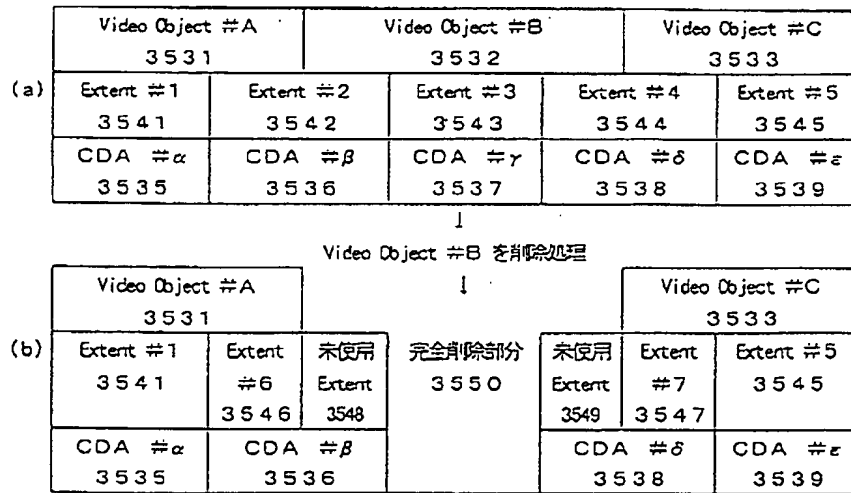 Video Object #A Video Object #B Video Object #C
3531 3532 3533
(a) Extent #1 Extent #2 Extent #3 Extent #4 Extent #5
3541 3542 3543 3544 3545
CDA #α CDA #β CDA #γ CDA #δ CDA #ε
3535 3536 3537 3538 3539
↓
Video Object #B を削除処理
Video Object #A ↓ Video Object #C
3531 3533
(b) Extent #1 Extent 未使用 完全削除部分 未使用 Extent Extent #5
3541 #6 Extent 3550 Extent #7 3545
3546 3548 3549 3547
CDA #α CDA #β CDA #δ CDA #ε
3535 3536 3538 3539